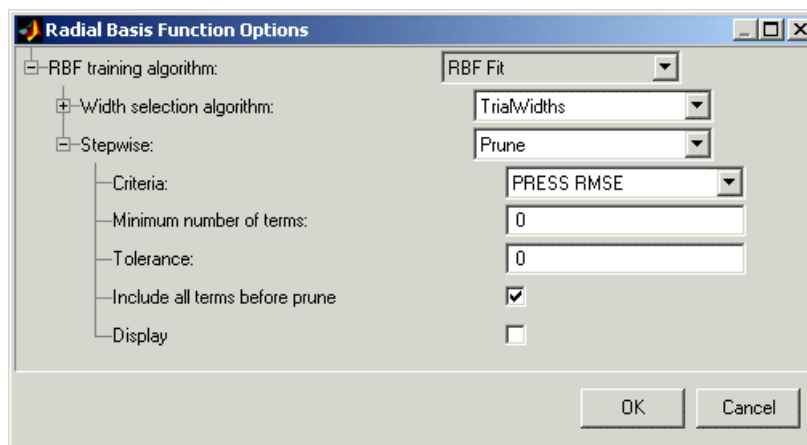 Radial Basis Function Options
RBF training algorithm: RBF Fit
Width selection algorithm: TrialWidths
Stepwise: Prune
Criteria: PRESS RMSE
Minimum number of terms: 0
Tolerance: 0
Include all terms before prune
Display
OK Cancel